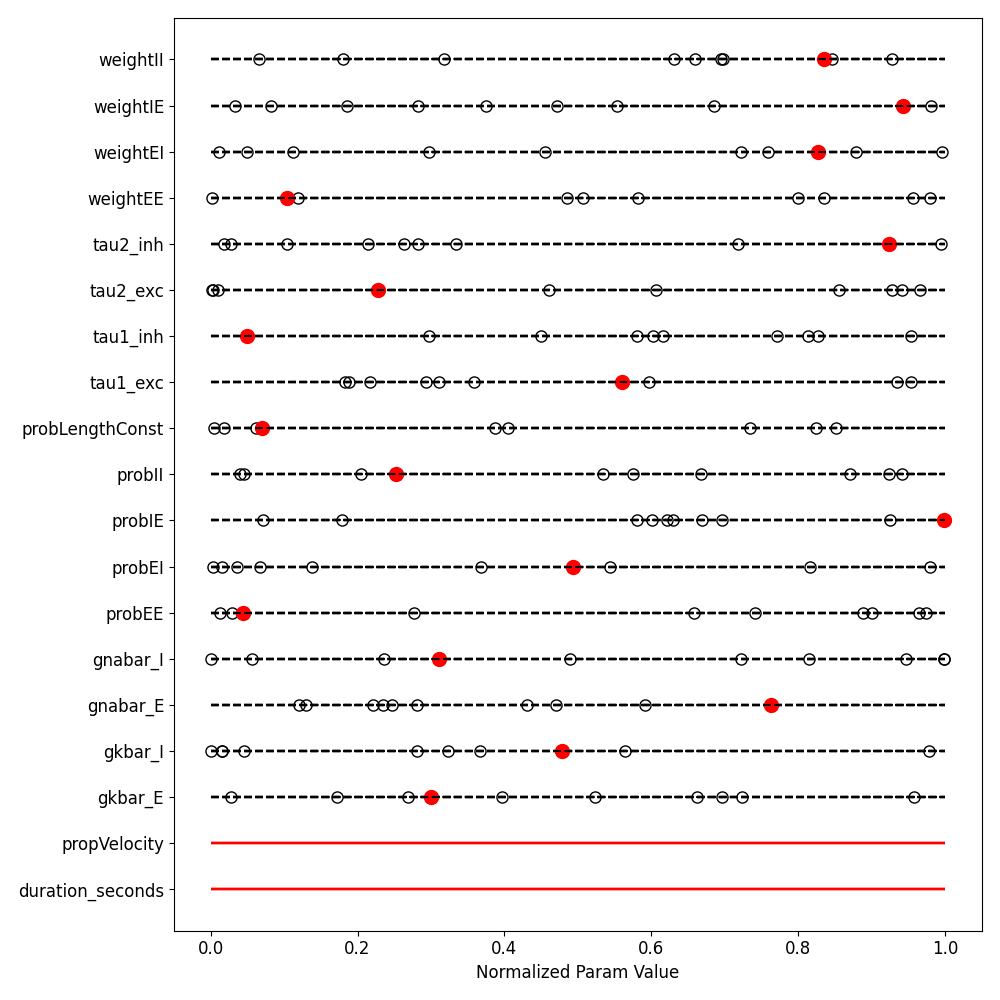 weightII
weightIE
weightEI
weightEE
tau2_inh
tau2_exc
tau1_inh
tau1_exc
probLengthConst
probII
probIE
probEI
probEE
gnabar_I
gnabar_E
gkbar_I
gkbar_E
propVelocity
duration_seconds
0.0 0.2 0.4 0.6 0.8 1.0
Normalized Param Value